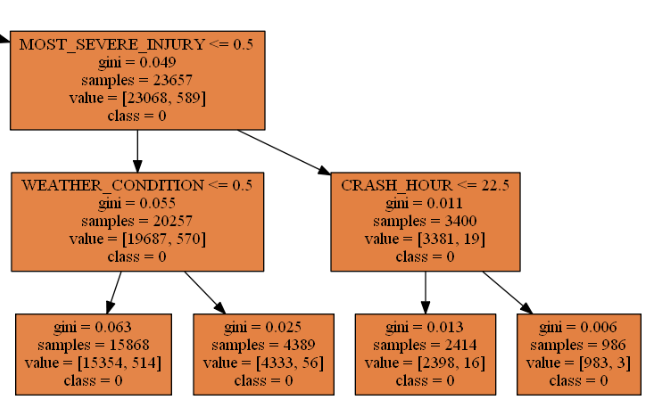 MOST_SEVERE_INJURY <= 0.5
gini = 0.049
samples = 23657
value = [23068, 589]
class = 0
WEATHER_CONDITION <= 0.5
gini = 0.055
samples = 20257
value = [19687, 570]
class = 0
CRASH_HOUR <= 22.5
gini = 0.011
samples = 3400
value = [3381, 19]
class = 0
gini = 0.063
samples = 15868
value = [15354, 514]
class = 0
gini = 0.025
samples = 4389
value = [4333, 56]
class = 0
gini = 0.013
samples = 2414
value = [2398, 16]
class = 0
gini = 0.006
samples = 986
value = [983, 3]
class = 0